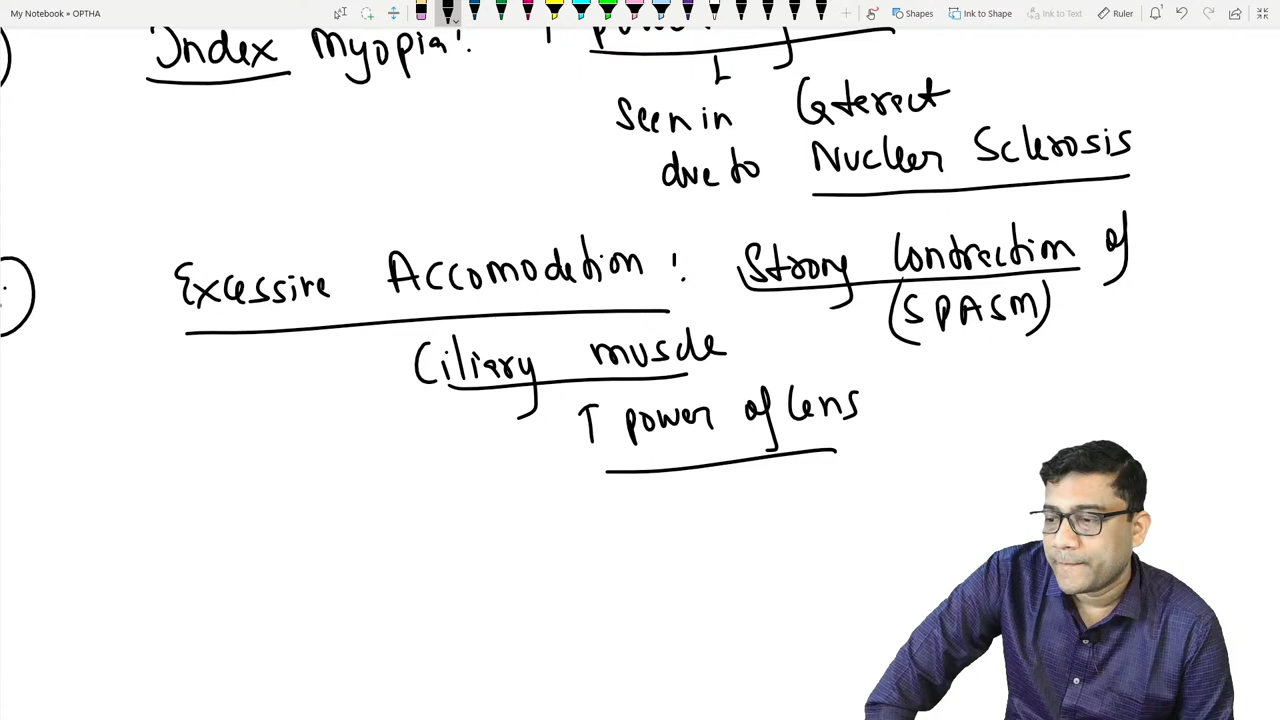 My Notebook » OPTHA
Shapes Ink to Shape Ink to Text Ruler
Index Myopia : ↑
Seen in Cataract
due to Nuclear Sclerosis
Excessive Accomodation : Strong Contraction of
(SPASM)
Ciliary muscle
↑ power of lens